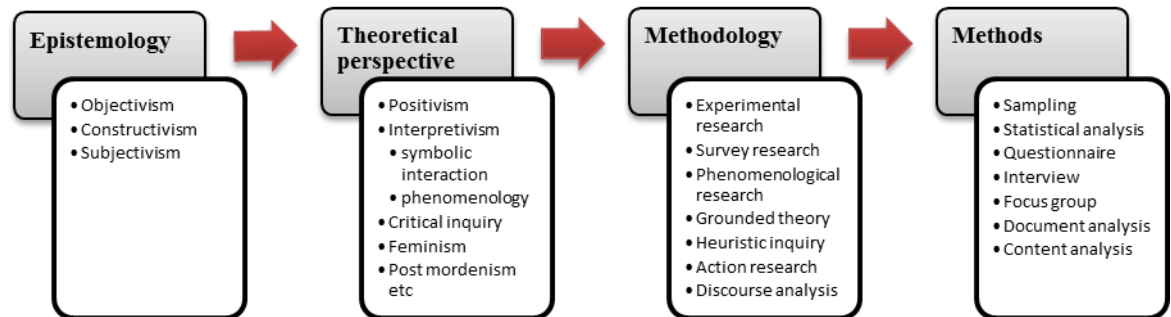 Epistemology
• Objectivism
• Constructivism
• Subjectivism
Theoretical
perspective
• Positivism
• Interpretivism
• symbolic
interaction
• phenomenology
• Critical inquiry
• Feminism
• Post mordenism
etc
Methodology
• Experimental
research
• Survey research
• Phenomenological
research
• Grounded theory
• Heuristic inquiry
• Action research
• Discourse analysis
Methods
• Sampling
• Statistical analysis
• Questionnaire
• Interview
• Focus group
• Document analysis
• Content analysis